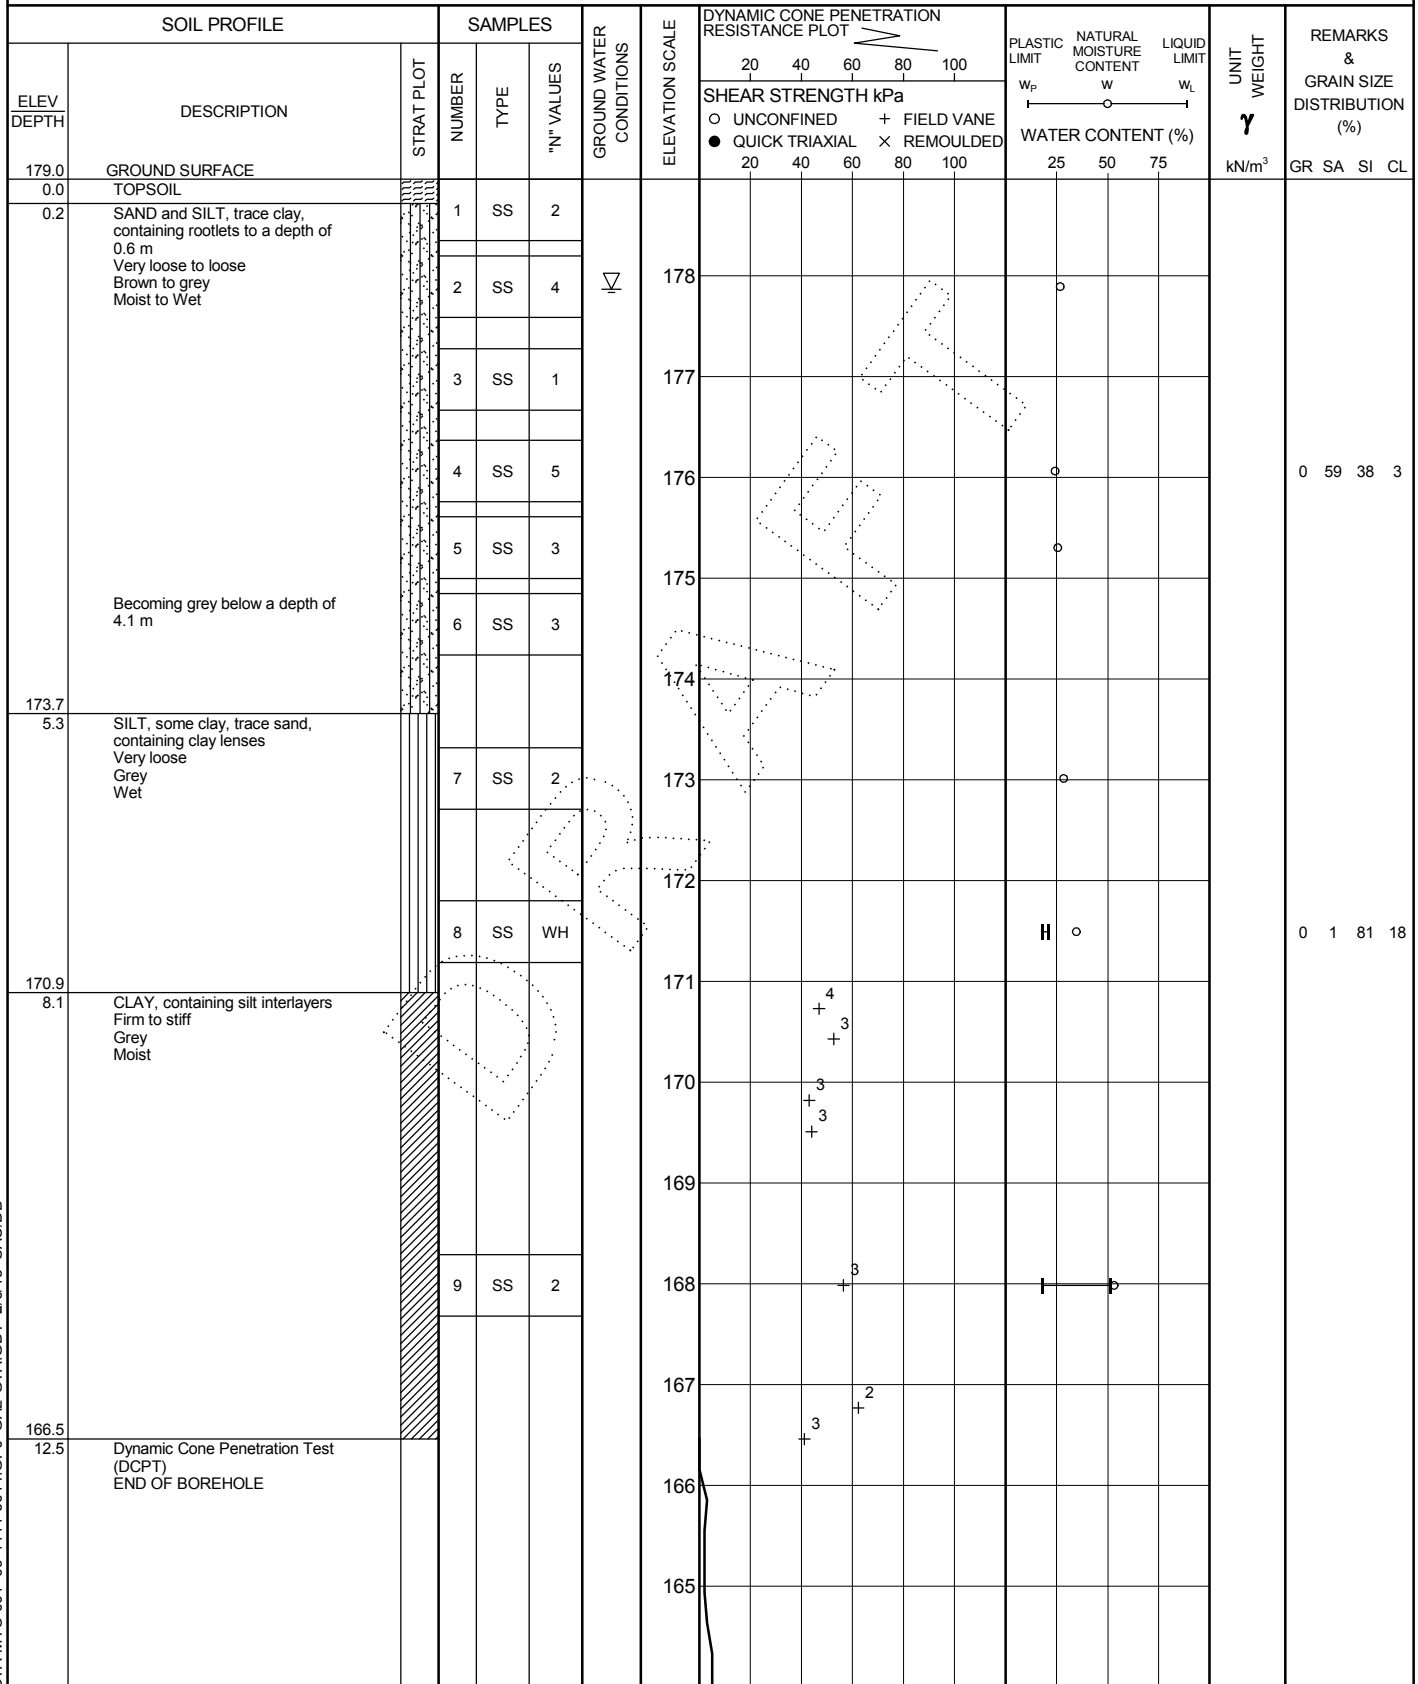 SOIL PROFILE
SAMPLES
GROUND WATER CONDITIONS
ELEVATION SCALE
DYNAMIC CONE PENETRATION
RESISTANCE PLOT
20 40 60 80 100
SHEAR STRENGTH kPa
○ UNCONFINED + FIELD VANE
● QUICK TRIAXIAL × REMOULDED
20 40 60 80 100
PLASTIC LIMIT
NATURAL MOISTURE CONTENT
LIQUID LIMIT
WP W WL
WATER CONTENT (%)
25 50 75
UNIT WEIGHT
γ
kN/m³
REMARKS
&
GRAIN SIZE
DISTRIBUTION
(%)
GR SA SI CL
ELEV
DEPTH
DESCRIPTION
STRAT PLOT
NUMBER
TYPE
"N" VALUES
179.0 GROUND SURFACE
0.0 TOPSOIL
0.2 SAND and SILT, trace clay,
containing rootlets to a depth of
0.6 m
Very loose to loose
Brown to grey
Moist to Wet
1 SS 2
2 SS 4
178
3 SS 1
177
4 SS 5
176
0 59 38 3
5 SS 3
175
Becoming grey below a depth of
4.1 m
6 SS 3
174
173.7
5.3 SILT, some clay, trace sand,
containing clay lenses
Very loose
Grey
Wet
7 SS 2
173
172
8 SS WH
0 1 81 18
171
170.9
8.1 CLAY, containing silt interlayers
Firm to stiff
Grey
Moist
4
3
170
3
3
169
9 SS 2
168
3
167
2
3
166.5
12.5 Dynamic Cone Penetration Test
(DCPT)
END OF BOREHOLE
166
165
DRAFT